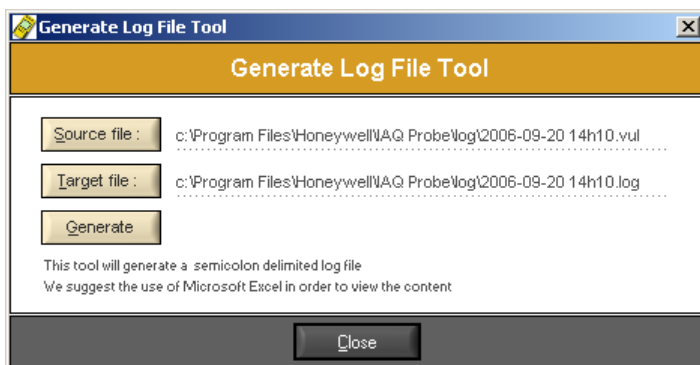 Generate Log File Tool
Generate Log File Tool
Source file : c:\Program Files\Honeywell\IAQ Probe\log\2006-09-20 14h10.vul
Target file : c:\Program Files\Honeywell\IAQ Probe\log\2006-09-20 14h10.log
Generate
This tool will generate a semicolon delimited log file
We suggest the use of Microsoft Excel in order to view the content
Close